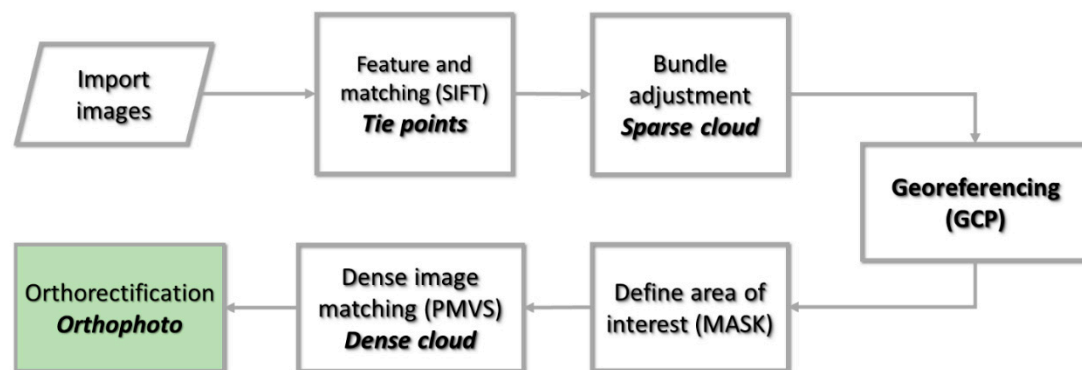 Import
images
Feature and
matching (SIFT)
Tie points
Bundle
adjustment
Sparse cloud
Georeferencing
(GCP)
Define area of
interest (MASK)
Dense image
matching (PMVS)
Dense cloud
Orthorectification
Orthophoto